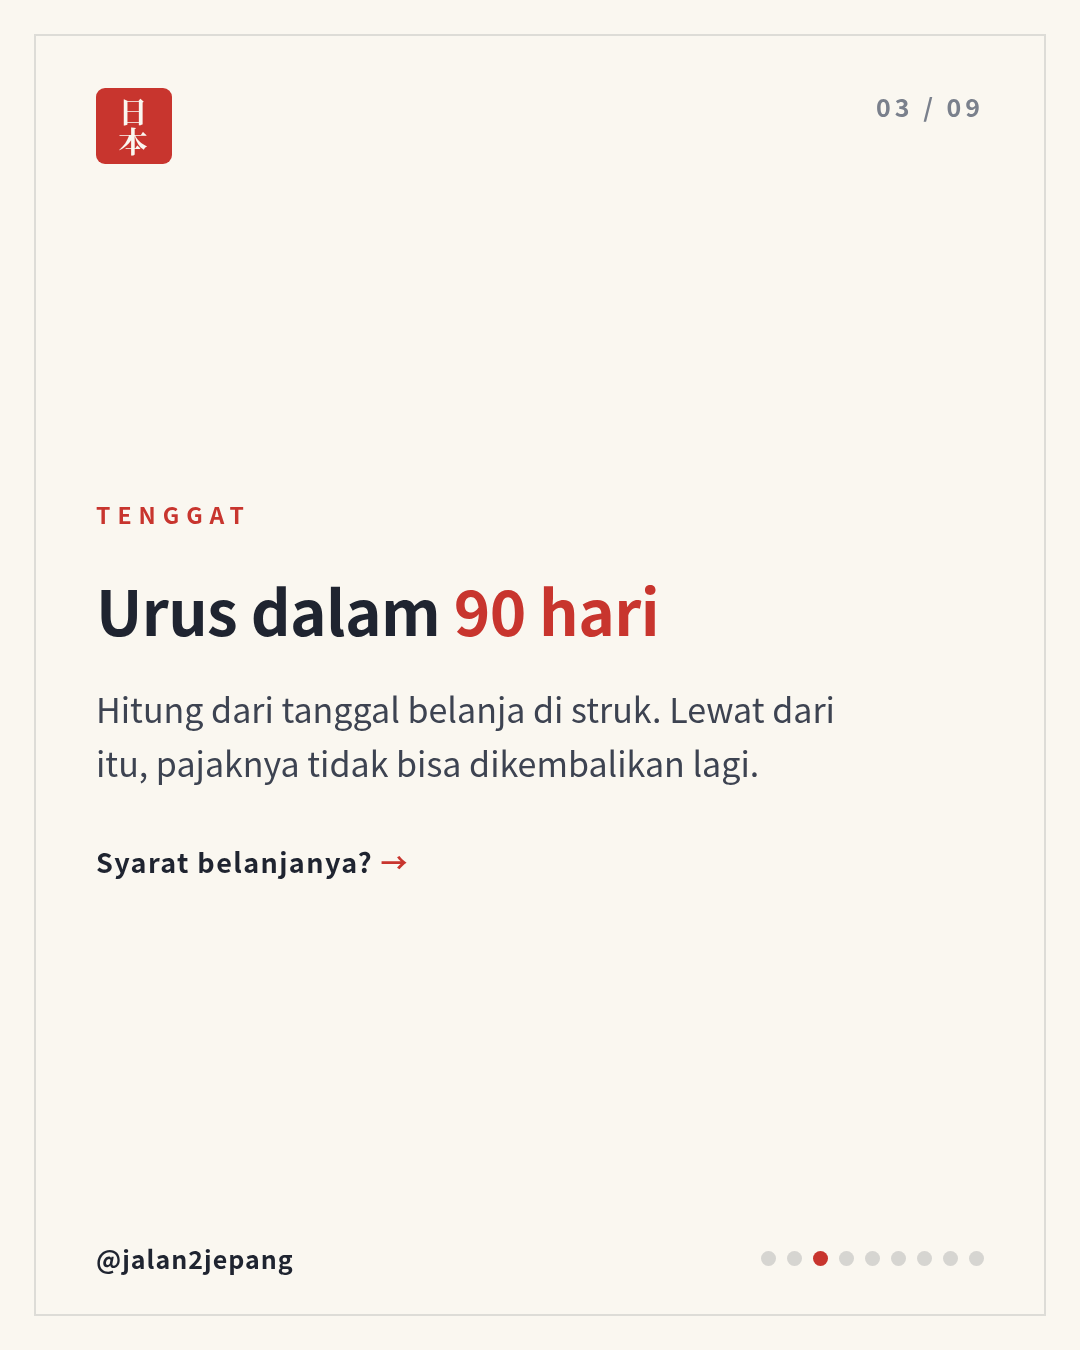 日本
03 / 09
TENGGAT
Urus dalam 90 hari
Hitung dari tanggal belanja di struk. Lewat dari
itu, pajaknya tidak bisa dikembalikan lagi.
Syarat belanjanya? →
@jalan2jepang